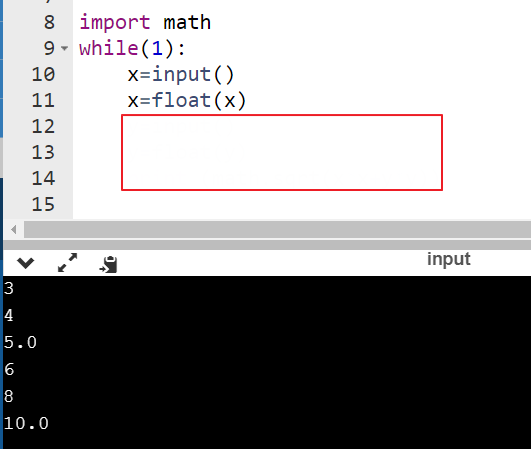 8 import math
9 while(1):
10     x=input()
11     x=float(x)
12
13
14
15
input
3
4
5.0
6
8
10.0